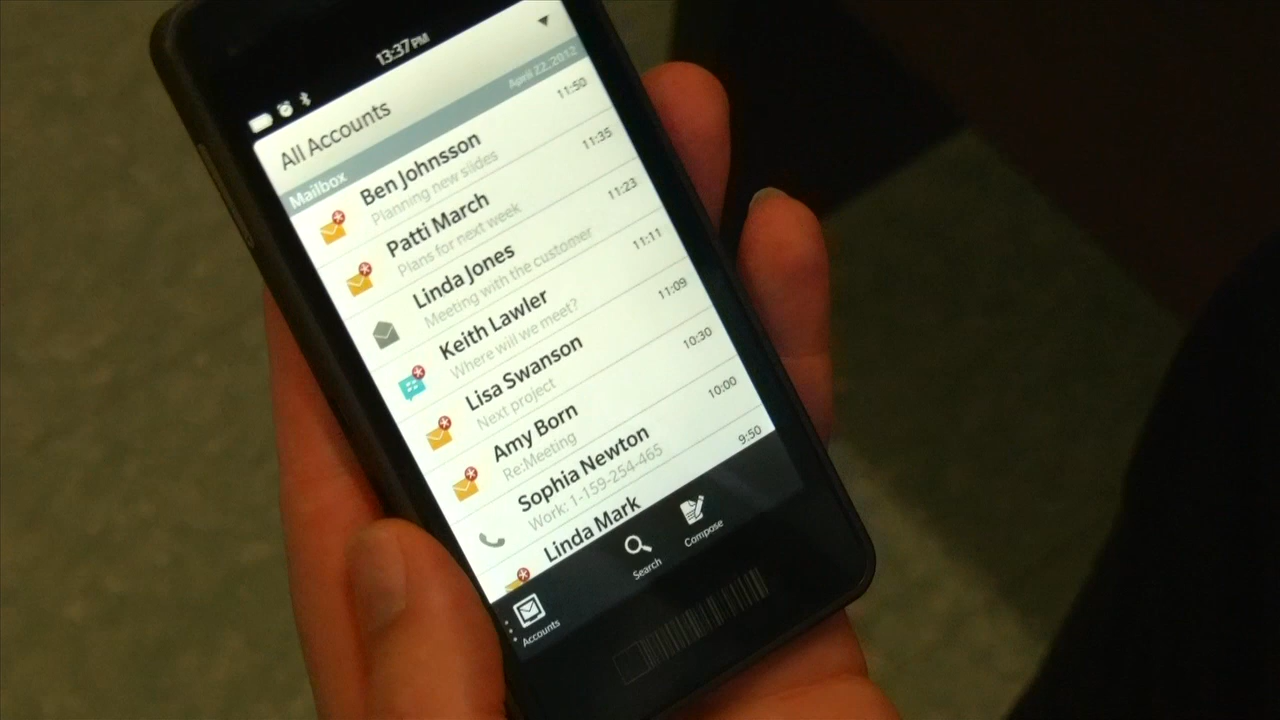 13:37PM
All Accounts
Mailbox April 22, 2012
Ben Johnsson 11:50
Planning new slides
Patti March 11:35
Plans for next week
Linda Jones 11:23
Meeting with the customer
Keith Lawler 11:11
Where will we meet?
Lisa Swanson 11:09
Next project
Amy Born 10:30
Re:Meeting
Sophia Newton 10:00
Work: 1-159-254-465
Linda Mark 9:50
Accounts Search Compose